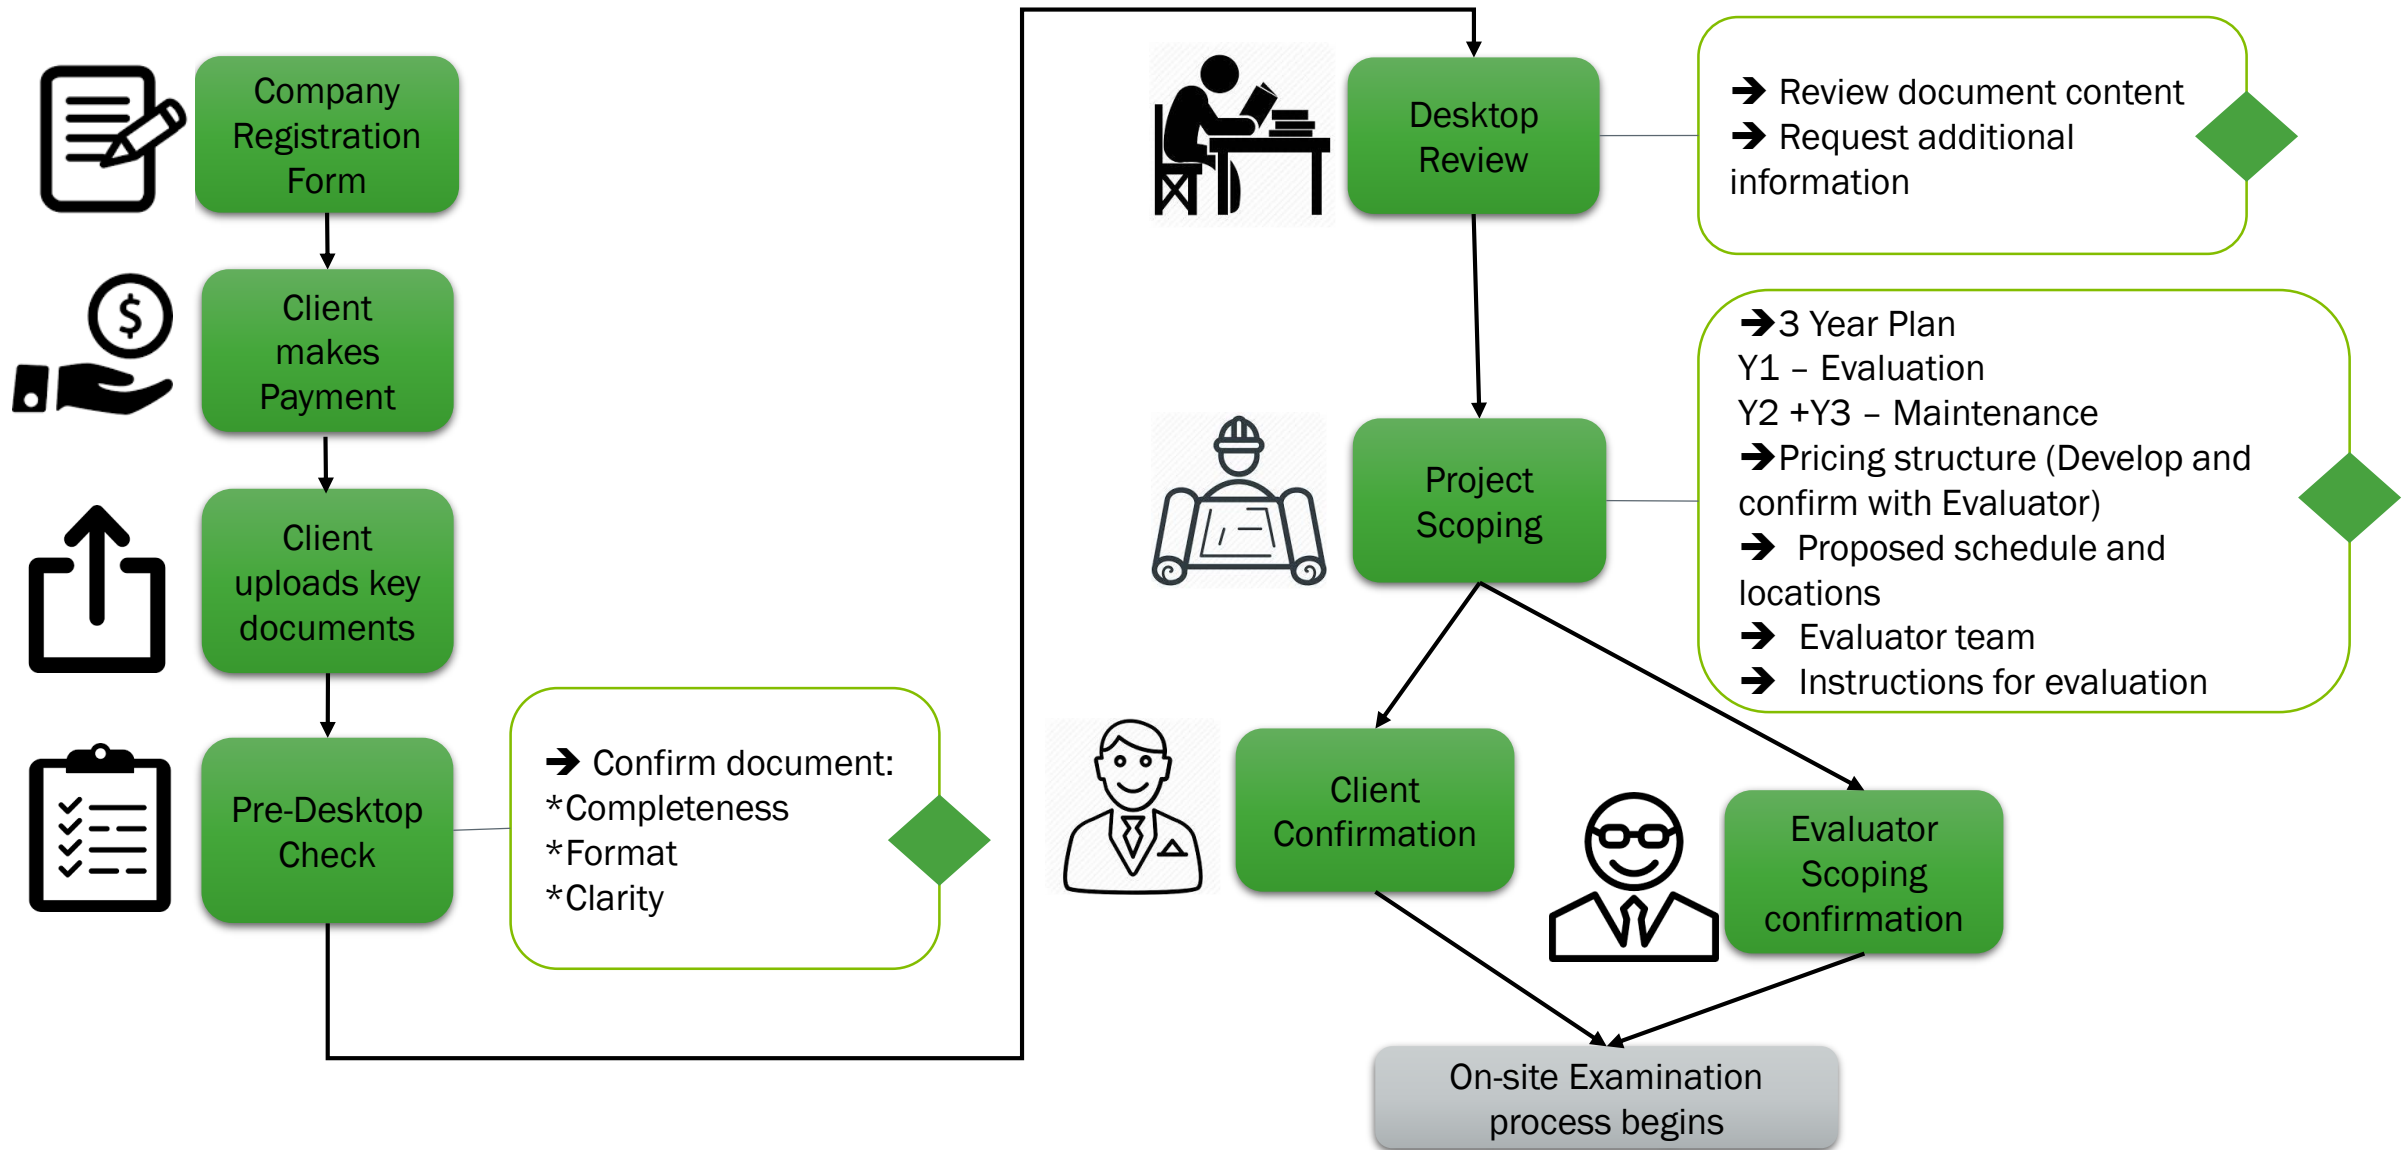 Company
Registration
Form
Client
makes
Payment
$
Client
uploads key
documents
Pre-Desktop
Check
➔ Confirm document:
*Completeness
*Format
*Clarity
Desktop
Review
➔ Review document content
➔ Request additional
information
Project
Scoping
➔3 Year Plan
Y1 – Evaluation
Y2 +Y3 – Maintenance
➔Pricing structure (Develop and
confirm with Evaluator)
➔ Proposed schedule and
locations
➔ Evaluator team
➔ Instructions for evaluation
Client
Confirmation
Evaluator
Scoping
confirmation
On-site Examination
process begins